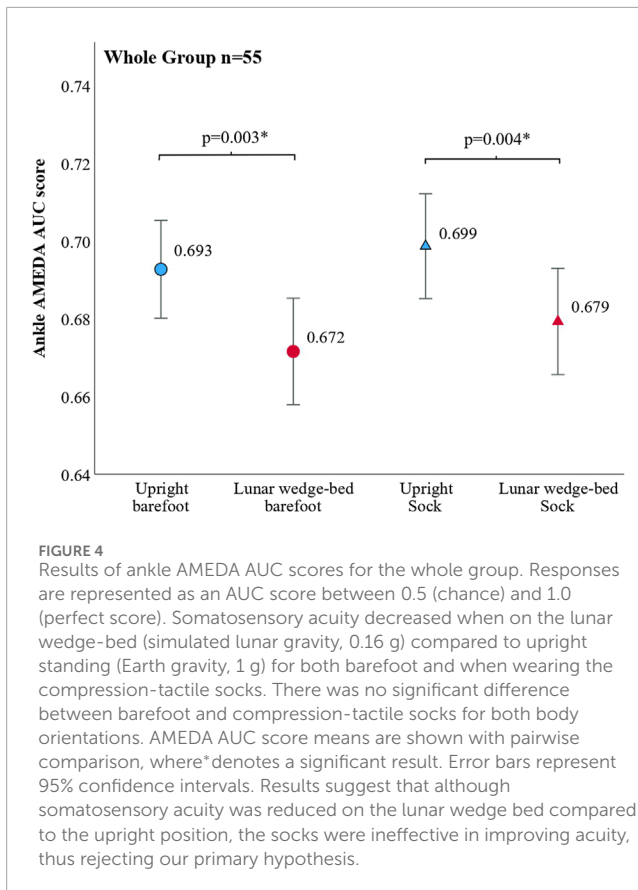 Whole Group n=55
0.74
0.72
0.70
0.68
0.66
0.64
Ankle AMEDA AUC score
p=0.003*
p=0.004*
0.693
0.672
0.699
0.679
Upright
barefoot
Lunar wedge-bed
barefoot
Upright
Sock
Lunar wedge-bed
Sock
FIGURE 4
Results of ankle AMEDA AUC scores for the whole group. Responses
are represented as an AUC score between 0.5 (chance) and 1.0
(perfect score). Somatosensory acuity decreased when on the lunar
wedge-bed (simulated lunar gravity, 0.16 g) compared to upright
standing (Earth gravity, 1 g) for both barefoot and when wearing the
compression-tactile socks. There was no significant difference
between barefoot and compression-tactile socks for both body
orientations. AMEDA AUC score means are shown with pairwise
comparison, where*denotes a significant result. Error bars represent
95% confidence intervals. Results suggest that although
somatosensory acuity was reduced on the lunar wedge bed compared
to the upright position, the socks were ineffective in improving acuity,
thus rejecting our primary hypothesis.